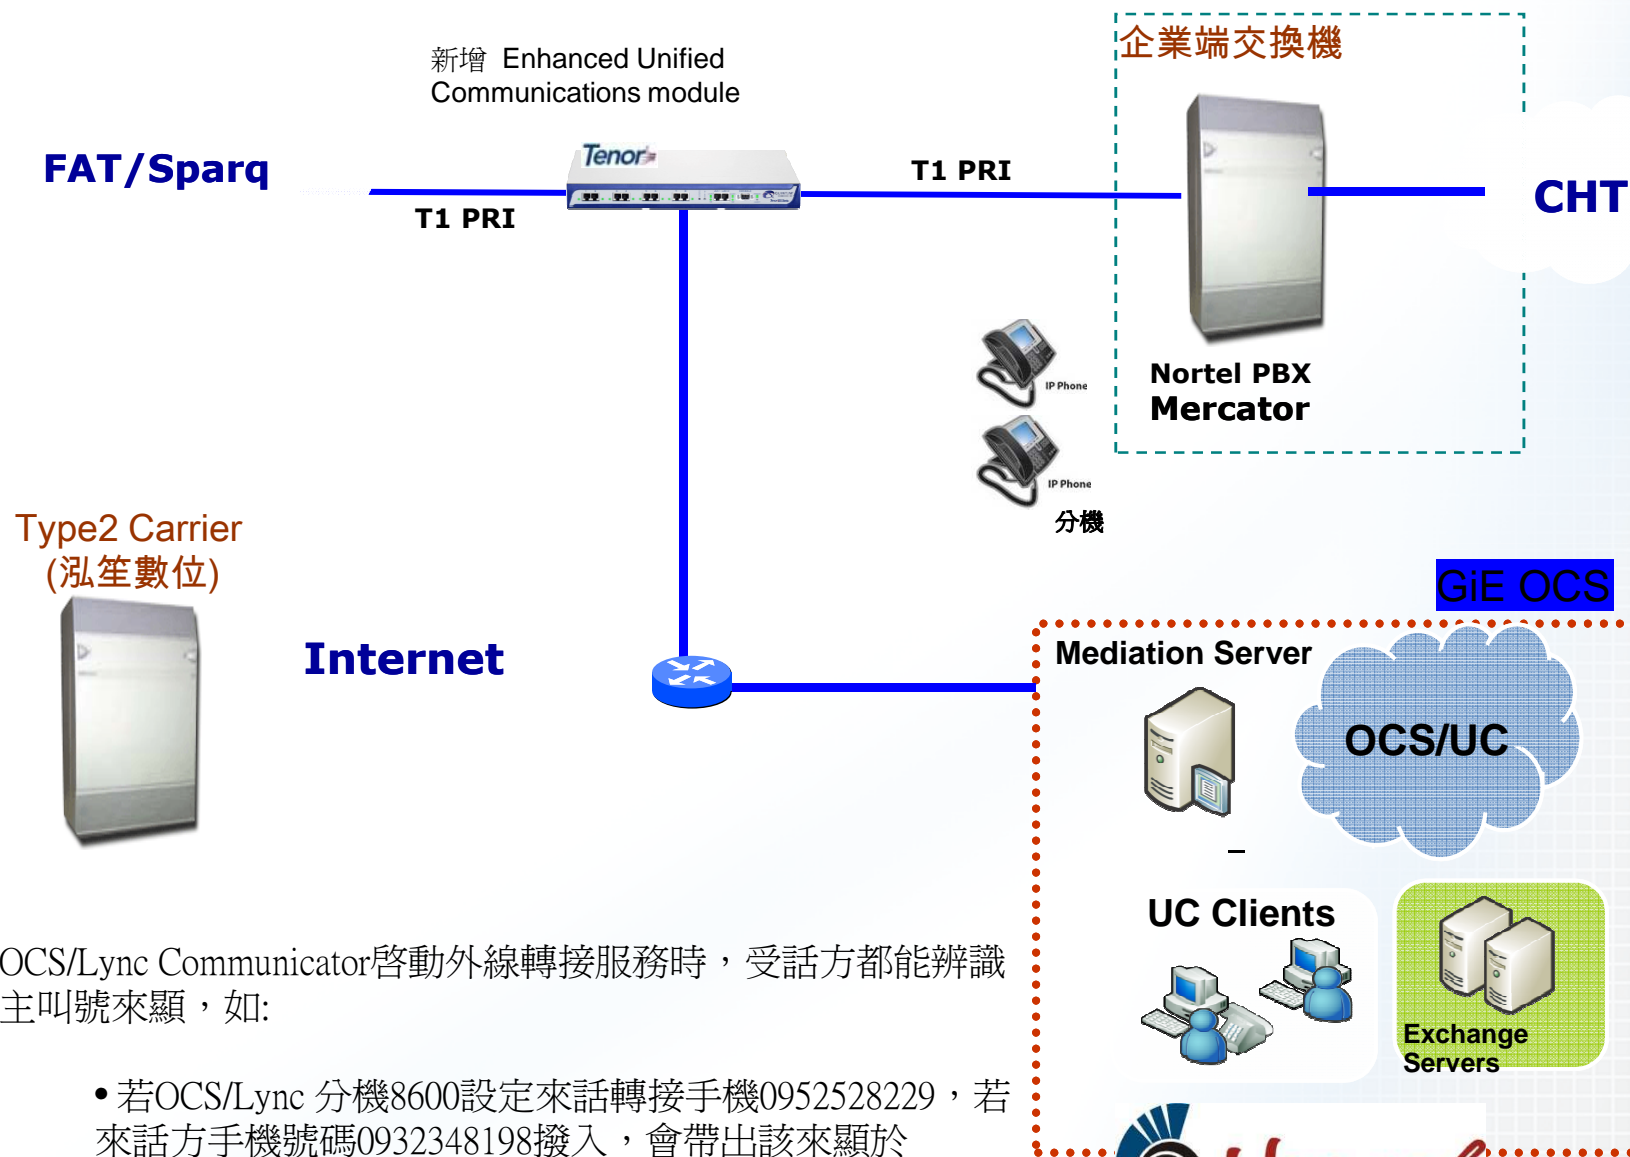 企業端交換機
新增 Enhanced Unified
Communications module
Tenor
FAT/Sparq
T1 PRI
T1 PRI
CHT
IP Phone
IP Phone
分機
Nortel PBX
Mercator
Type2 Carrier
(泓笙數位)
Internet
GiE OCS
Mediation Server
OCS/UC
UC Clients
Exchange
Servers
OCS/Lync Communicator啓動外線轉接服務時，受話方都能辨識
主叫號來顯，如:
• 若OCS/Lync 分機8600設定來話轉接手機0952528229，若
來話方手機號碼0932348198撥入，會帶出該來顯於